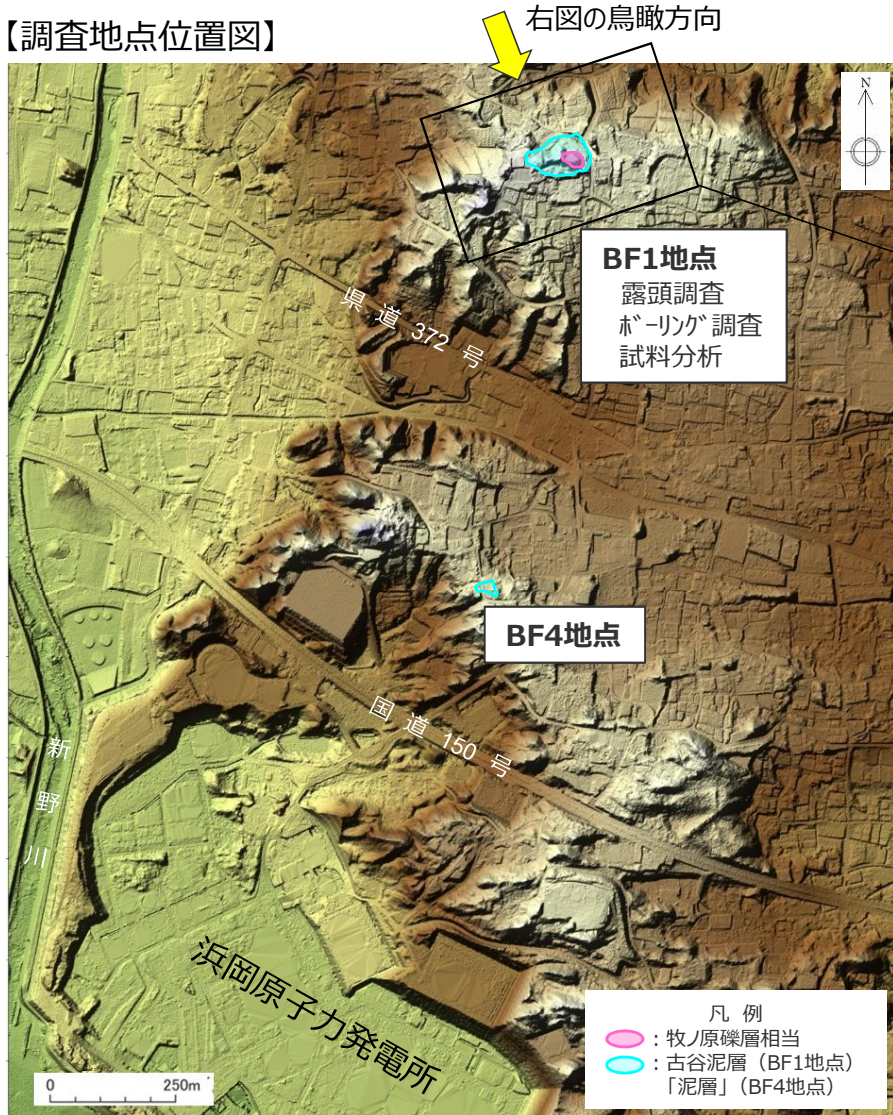 【調査地点位置図】
右図の鳥瞰方向
N
BF1地点
露頭調査
ボーリング調査
試料分析
県道372号
BF4地点
国道150号
新野川
浜岡原子力発電所
凡 例
：牧ノ原礫層相当
：古谷泥層（BF1地点）
「泥層」（BF4地点）
0 250m